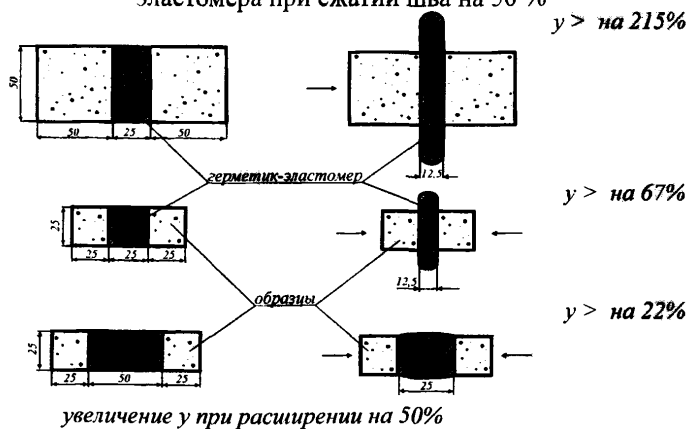 эластомера при сжатии шва на 50 %
у > на 215%
50
50 25 50
12,5
герметик-эластомер
у > на 67%
25
25 25 25
12,5
образцы
у > на 22%
25
25 50 25
25
увеличение у при расширении на 50%